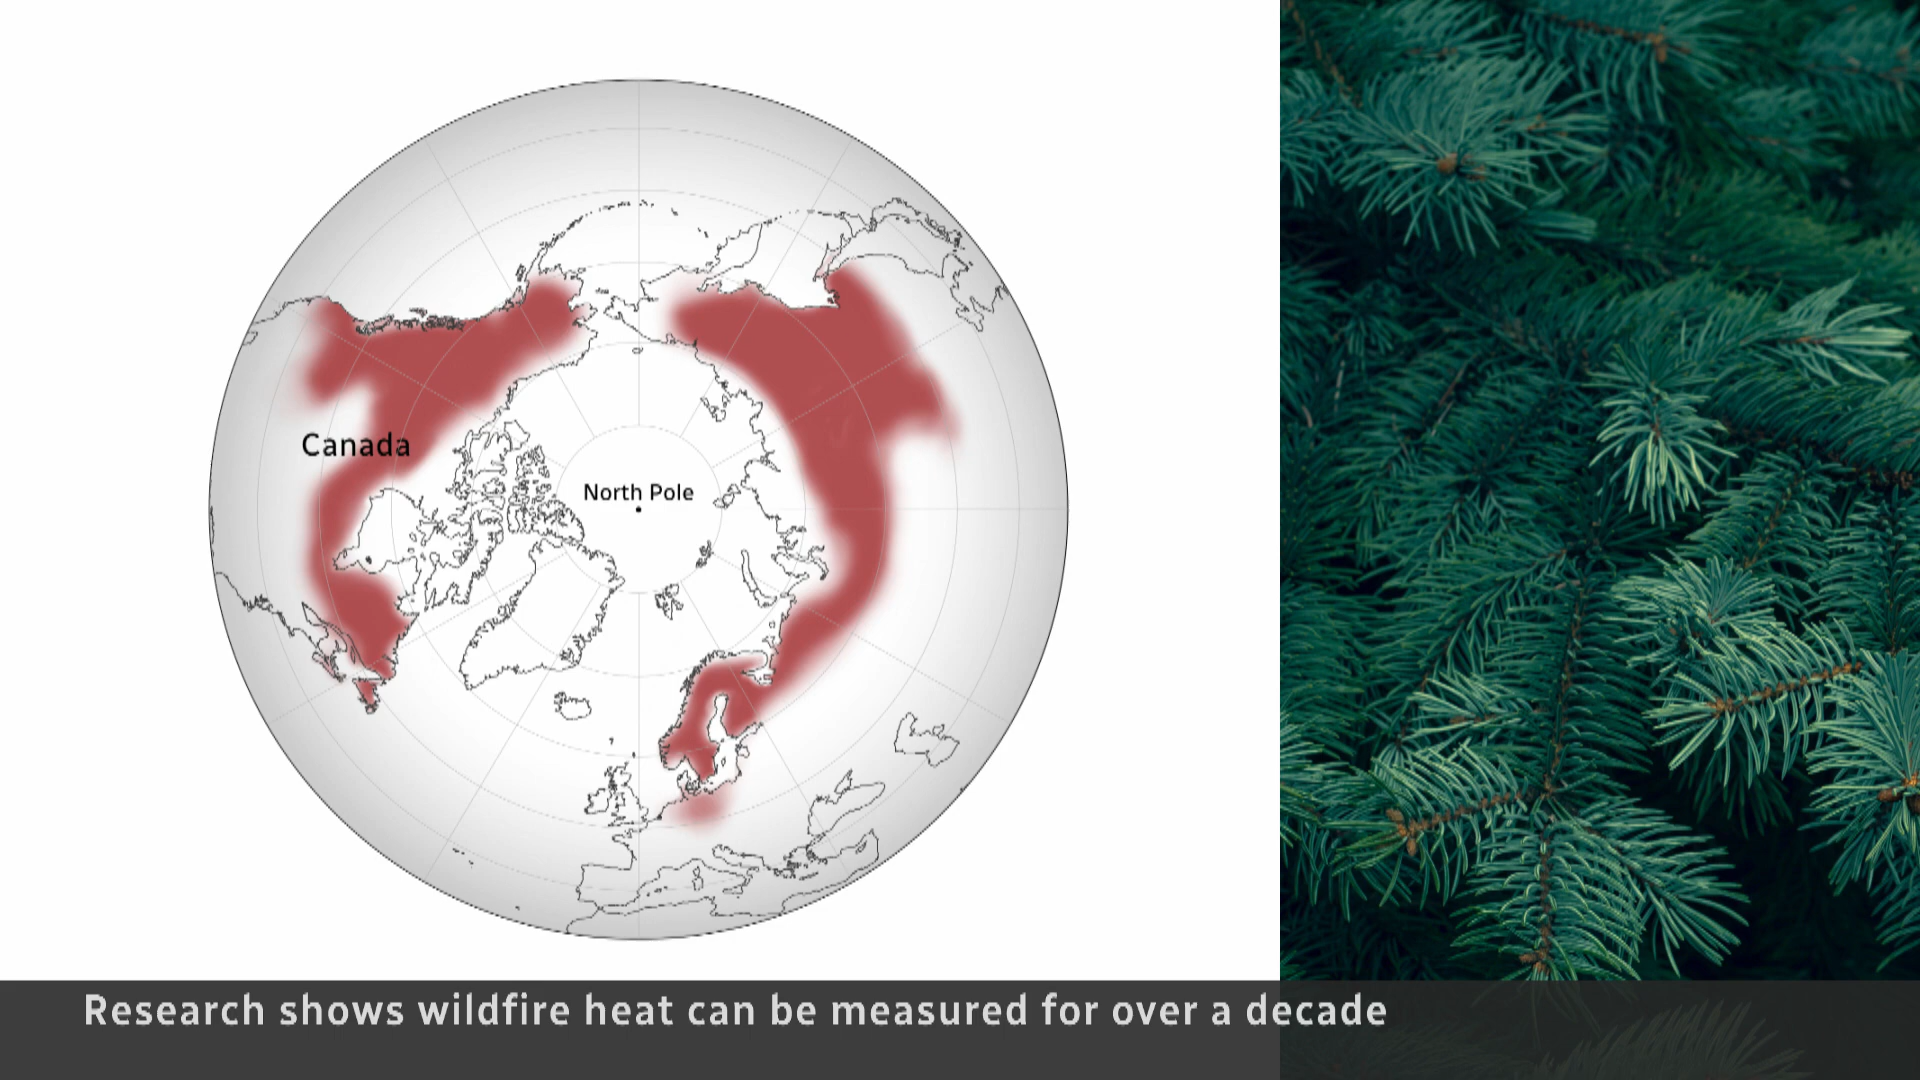 Canada
North Pole
Research shows wildfire heat can be measured for over a decade